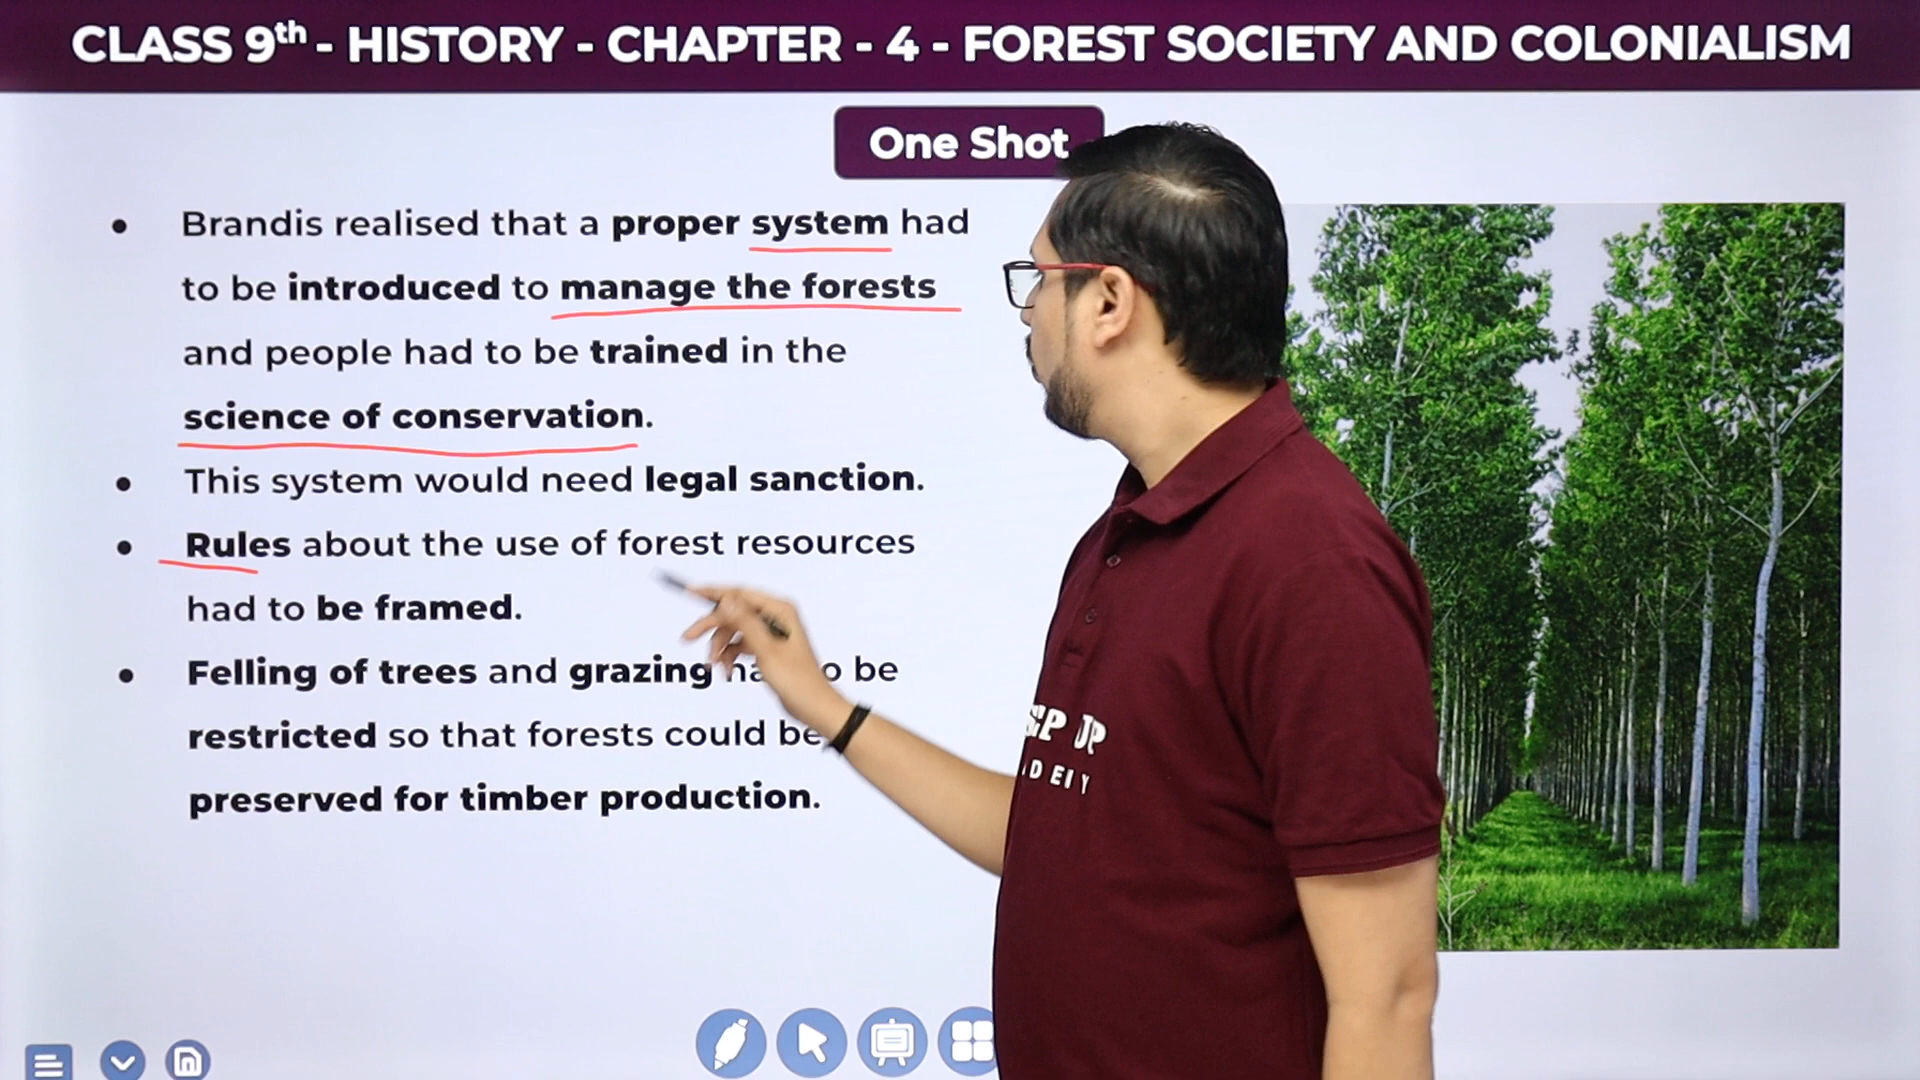 CLASS 9th - HISTORY - CHAPTER - 4 - FOREST SOCIETY AND COLONIALISM
One Shot
• Brandis realised that a proper system had
to be introduced to manage the forests
and people had to be trained in the
science of conservation.
• This system would need legal sanction.
• Rules about the use of forest resources
had to be framed.
• Felling of trees and grazing be
restricted so that forests could be
preserved for timber production.